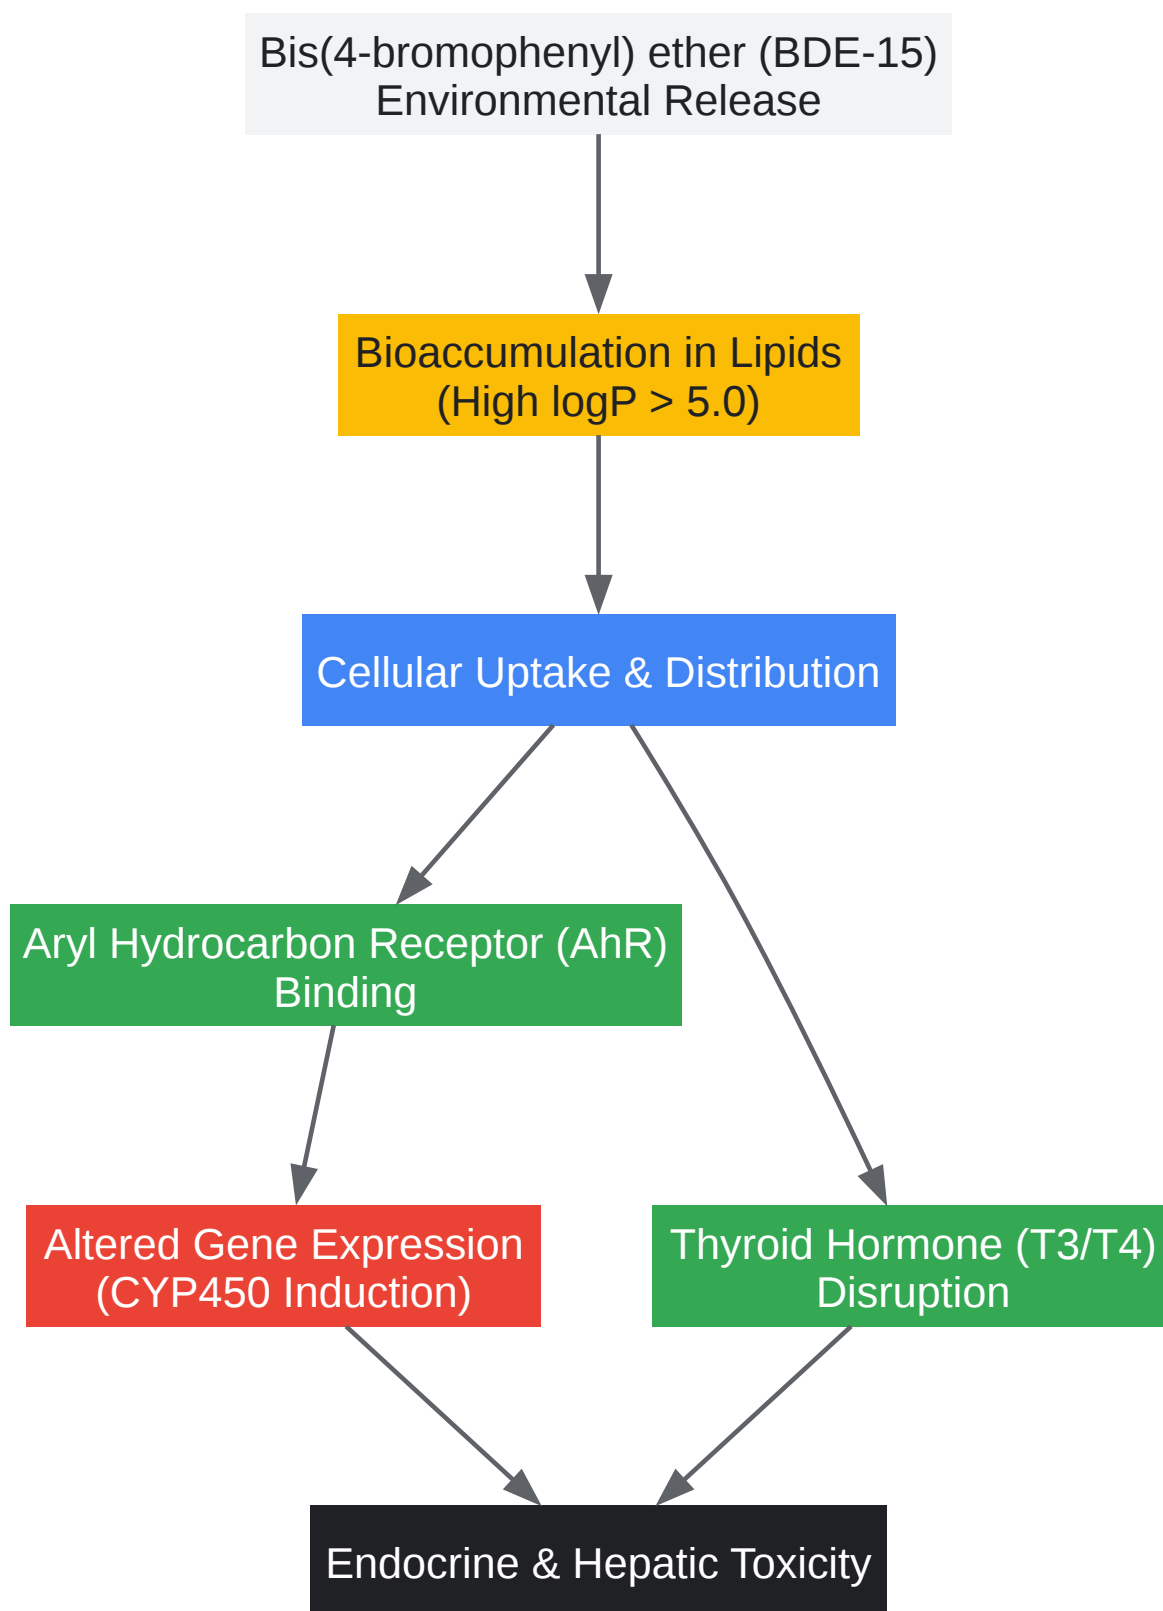 Bis(4-bromophenyl) ether (BDE-15)
Environmental Release
Bioaccumulation in Lipids
(High logP > 5.0)
Cellular Uptake & Distribution
Aryl Hydrocarbon Receptor (AhR)
Binding
Altered Gene Expression
(CYP450 Induction)
Thyroid Hormone (T3/T4)
Disruption
Endocrine & Hepatic Toxicity